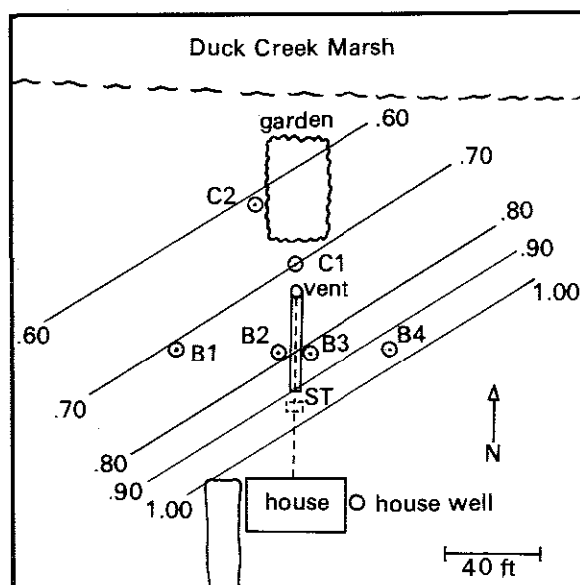 Duck Creek Marsh
garden
.60
.70
C2
.80
.90
C1
1.00
vent
.60
B1
B2
B3
B4
ST
.70
N
.80
.90
1.00
house
house well
40 ft